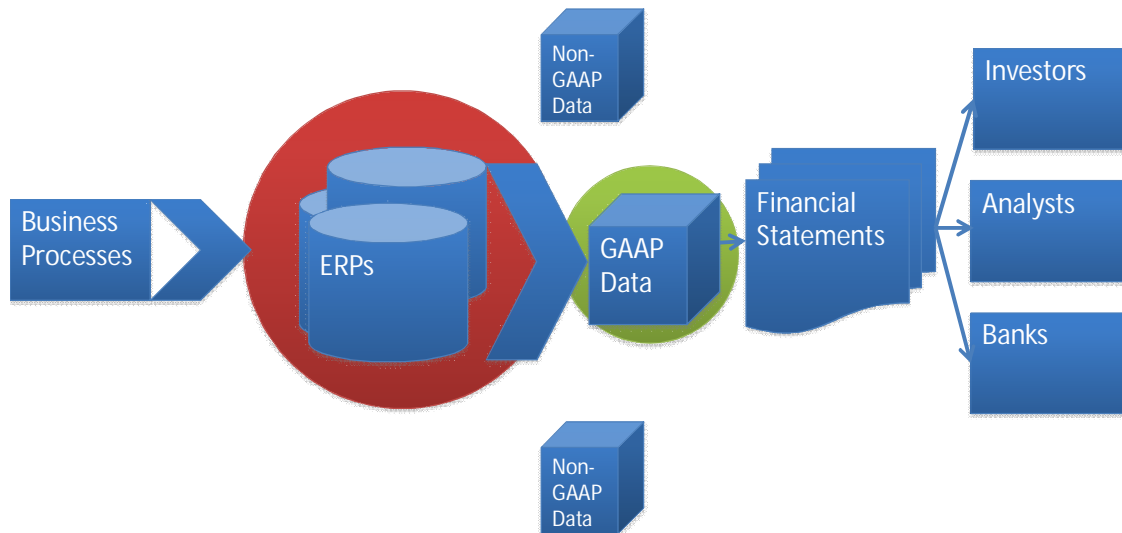 Non-
GAAP
Data
Business
Processes
ERPs
GAAP
Data
Financial
Statements
Investors
Analysts
Banks
Non-
GAAP
Data